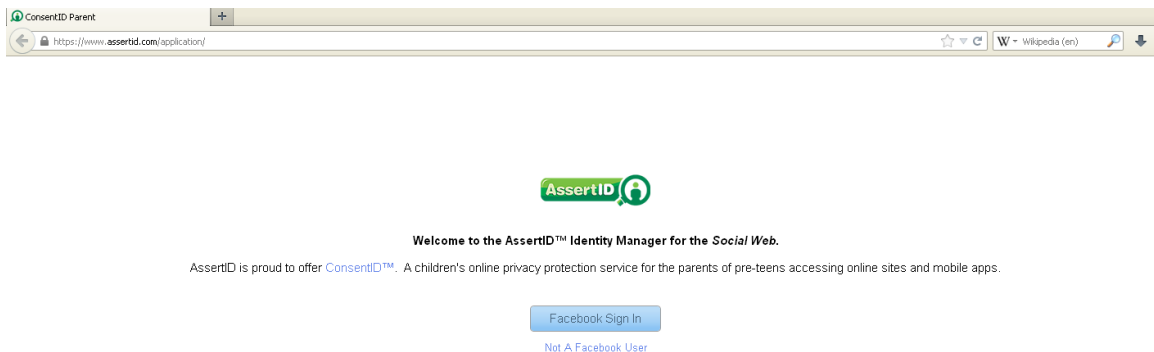 ConsentID Parent
https://www.assertid.com/application/
W Wikipedia (en)
AssertID
Welcome to the AssertID™ Identity Manager for the Social Web.
AssertID is proud to offer ConsentID™. A children's online privacy protection service for the parents of pre-teens accessing online sites and mobile apps.
Facebook Sign In
Not A Facebook User